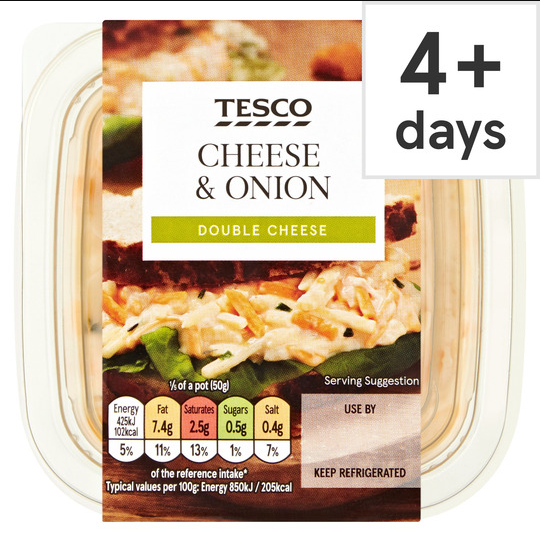 4+
days
TESCO
CHEESE
& ONION
DOUBLE CHEESE
⅕ of a pot (50g)
Serving Suggestion
Energy
425kJ
102kcal
5%
Fat
7.4g
11%
Saturates
2.5g
13%
Sugars
0.5g
1%
Salt
0.4g
7%
of the reference intake*
Typical values per 100g: Energy 850kJ / 205kcal
USE BY
KEEP REFRIGERATED